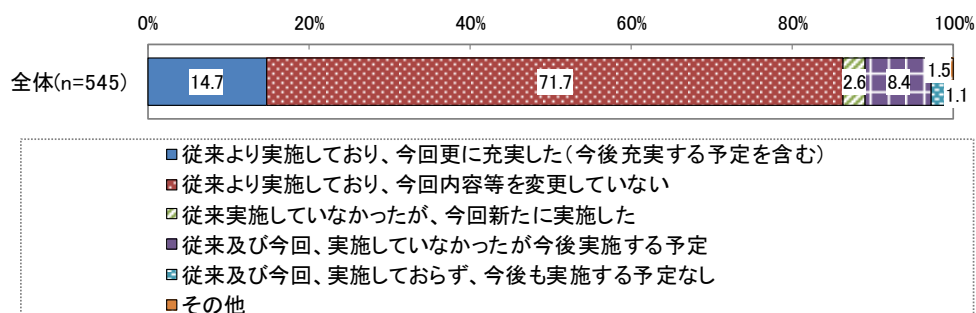 0% 20% 40% 60% 80% 100%
全体(n=545) 14.7 71.7 2.6 8.4 1.5 1.1
従来より実施しており、今回更に充実した(今後充実する予定を含む)
従来より実施しており、今回内容等を変更していない
従来実施していなかったが、今回新たに実施した
従来及び今回、実施していなかったが今後実施する予定
従来及び今回、実施しておらず、今後も実施する予定なし
その他